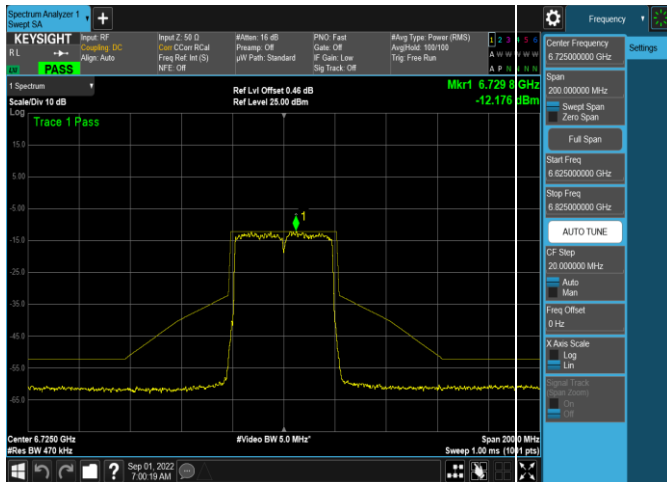 Spectrum Analyzer 1
Swept SA
+
Frequency
KEYSIGHT
R L
LXI
PASS
Input: RF
Coupling: DC
Align: Auto
Input Z: 50 Ω
Corr CCorr RCal
Freq Ref: Int (S)
NFE: Off
#Atten: 16 dB
Preamp: Off
µW Path: Standard
PNO: Fast
Gate: Off
IF Gain: Low
Sig Track: Off
#Avg Type: Power (RMS)
Avg|Hold: 100/100
Trig: Free Run
1 2 3 4 5 6
A W W W W W
A P N N N N
1 Spectrum
Scale/Div 10 dB
Log
Ref Lvl Offset 0.46 dB
Ref Level 25.00 dBm
Mkr1 6.729 8 GHz
-12.176 dBm
Trace 1 Pass
15.0
5.00
-5.00
-15.0
-25.0
-35.0
-45.0
-55.0
-65.0
1
Center 6.7250 GHz
#Res BW 470 kHz
#Video BW 5.0 MHz*
Span 200.0 MHz
Sweep 1.00 ms (1001 pts)
Sep 01, 2022
7:00:19 AM
?
Center Frequency
6.725000000 GHz
Settings
Span
200.000000 MHz
Swept Span
Zero Span
Full Span
Start Freq
6.625000000 GHz
Stop Freq
6.825000000 GHz
AUTO TUNE
CF Step
20.000000 MHz
Auto
Man
Freq Offset
0 Hz
X Axis Scale
Log
Lin
Signal Track
(Span Zoom)
On
Off